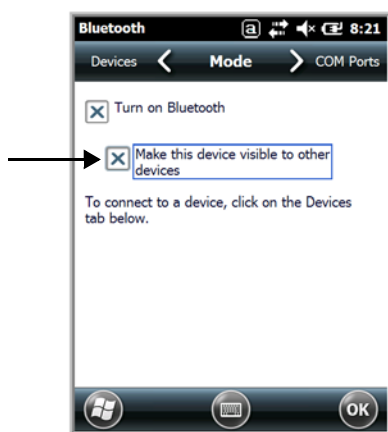 Bluetooth a 8:21
Devices Mode COM Ports
Turn on Bluetooth
Make this device visible to other
devices
To connect to a device, click on the Devices
tab below.
OK